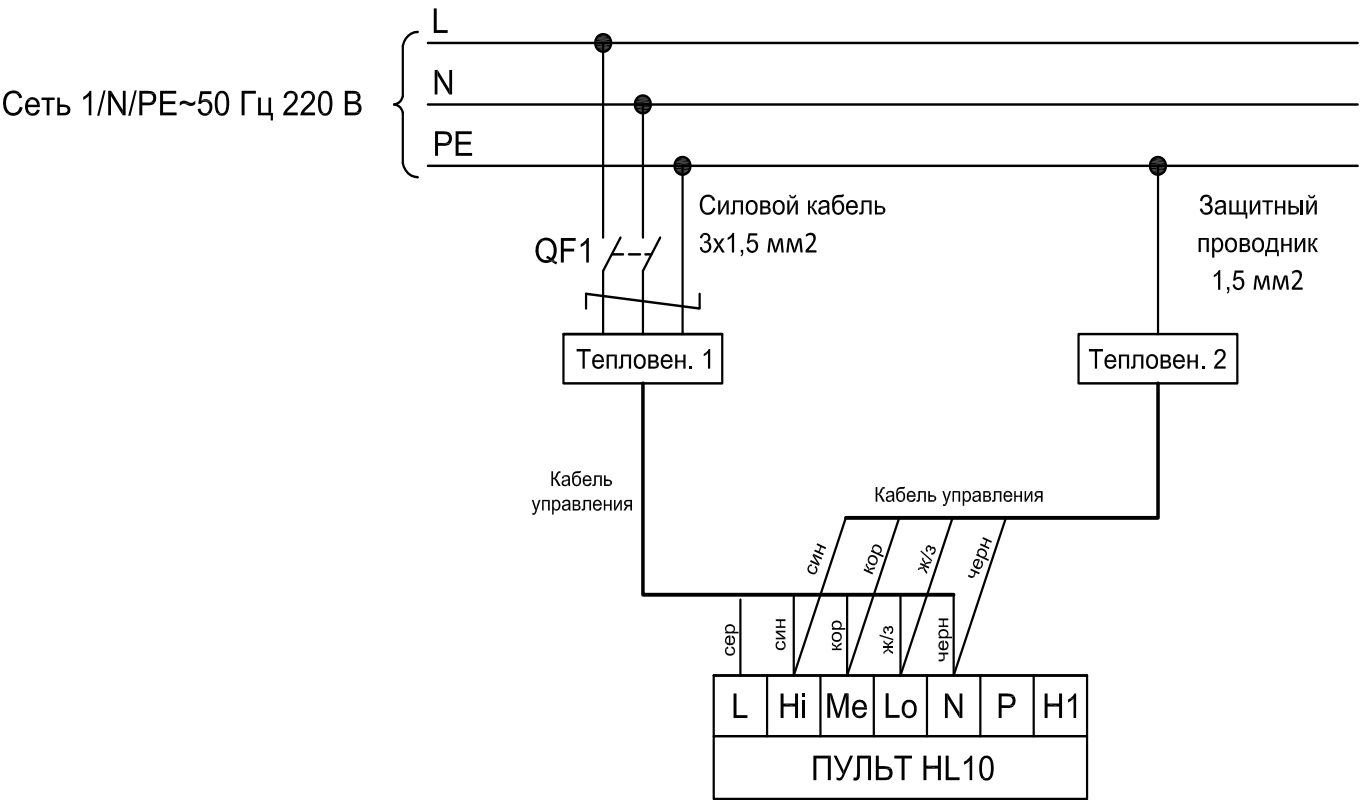 L
Сеть 1/N/PE~50 Гц 220 В
N
PE
Силовой кабель
3х1,5 мм2
QF1
Защитный
проводник
1,5 мм2
Тепловен. 1
Тепловен. 2
Кабель
управления
Кабель управления
син
кор
ж/з
черн
сер
син
кор
ж/з
черн
L Hi Me Lo N P H1
ПУЛЬТ HL10